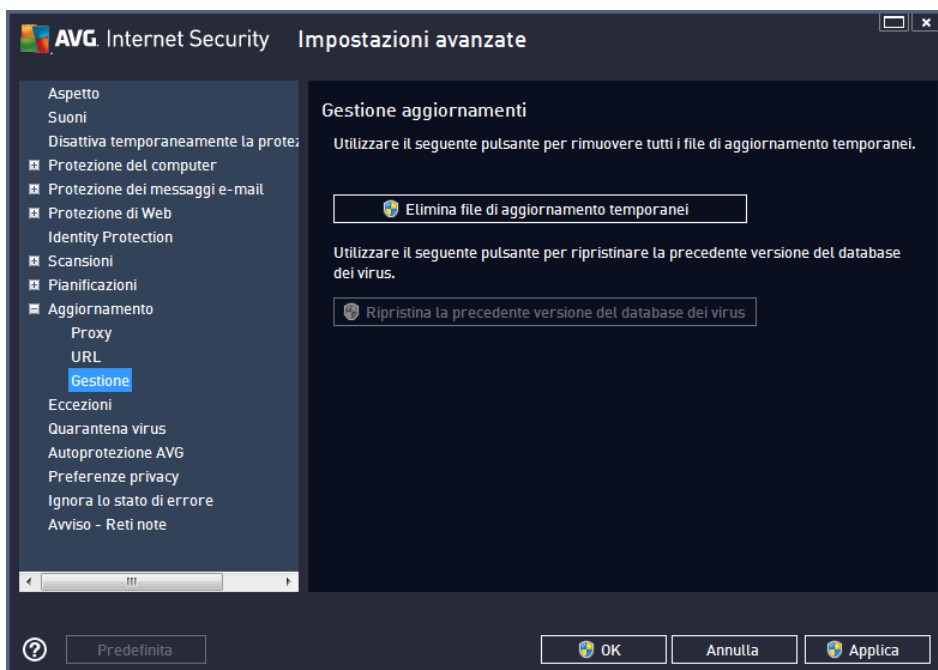 AVG. Internet Security Impostazioni avanzate
Aspetto
Suoni
Disattiva temporaneamente la protez
Protezione del computer
Protezione dei messaggi e-mail
Protezione di Web
Identity Protection
Scansioni
Pianificazioni
Aggiornamento
Proxy
URL
Gestione
Eccezioni
Quarantena virus
Autoprotezione AVG
Preferenze privacy
Ignora lo stato di errore
Avviso - Reti note
Gestione aggiornamenti
Utilizzare il seguente pulsante per rimuovere tutti i file di aggiornamento temporanei.
Elimina file di aggiornamento temporanei
Utilizzare il seguente pulsante per ripristinare la precedente versione del database
dei virus.
Ripristina la precedente versione del database dei virus
Predefinita
OK
Annulla
Applica